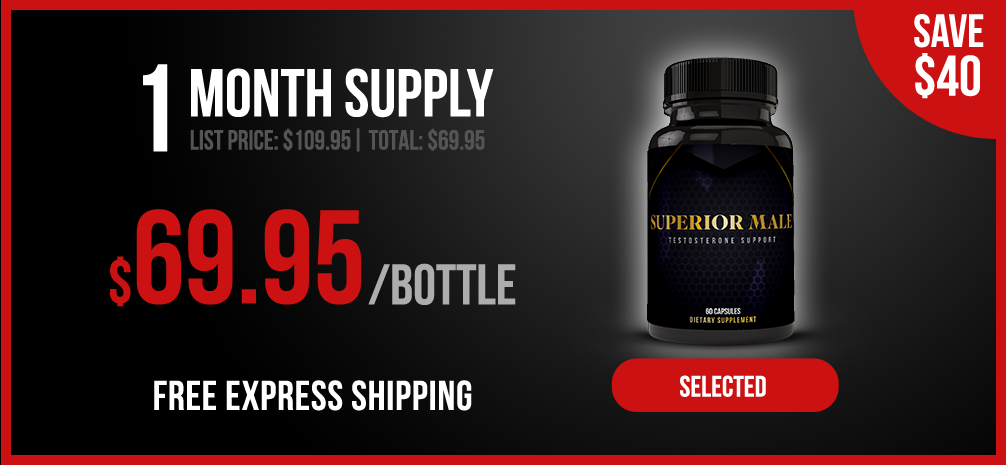 SAVE
$40
1 MONTH SUPPLY
LIST PRICE: $109.95 | TOTAL: $69.95
$69.95/BOTTLE
FREE EXPRESS SHIPPING
SUPERIOR MALE
TESTOSTERONE SUPPORT
60 CAPSULES
DIETARY SUPPLEMENT
SELECTED